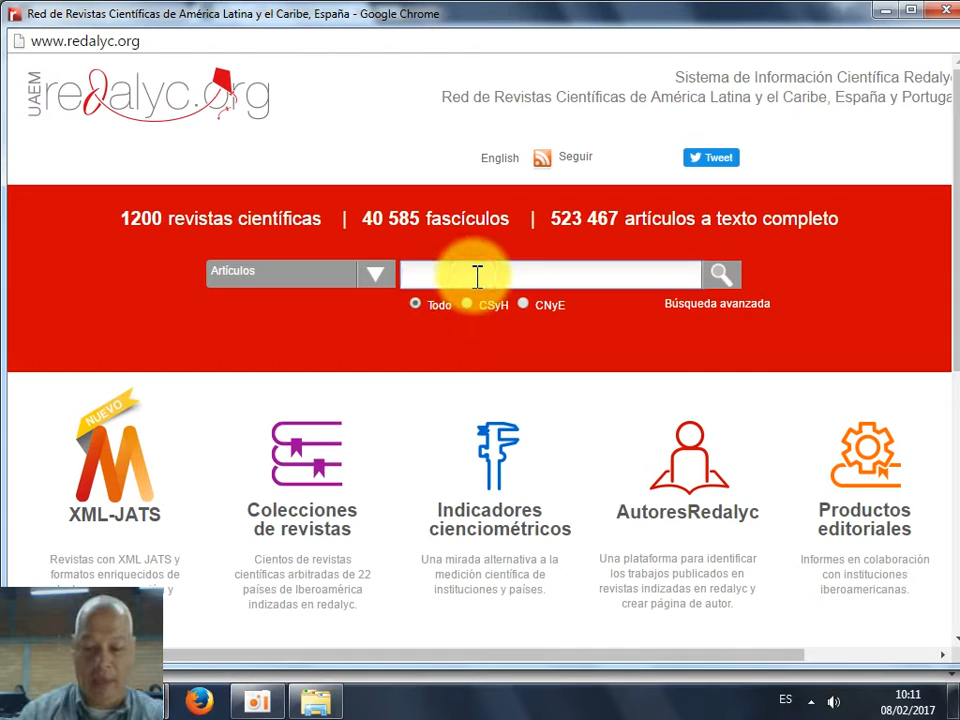 Red de Revistas Científicas de América Latina y el Caribe, España - Google Chrome
www.redalyc.org
UAEM
redalyc.org
Sistema de Información Científica Redaly
Red de Revistas Científicas de América Latina y el Caribe, España y Portuga
English
Seguir
Tweet
1200 revistas científicas | 40 585 fascículos | 523 467 artículos a texto completo
Artículos
Todo CSyH CNyE
Búsqueda avanzada
NUEVO
XML-JATS
Revistas con XML JATS y
formatos enriquecidos de
Colecciones
de revistas
Cientos de revistas
científicas arbitradas de 22
países de Iberoamérica
indizadas en redalyc.
Indicadores
cienciométricos
Una mirada alternativa a la
medición científica de
instituciones y países.
AutoresRedalyc
Una plataforma para identificar
los trabajos publicados en
revistas indizadas en redalyc y
crear página de autor.
Productos
editoriales
Informes en colaboración
con instituciones
iberoamericanas.
ES
10:11
08/02/2017